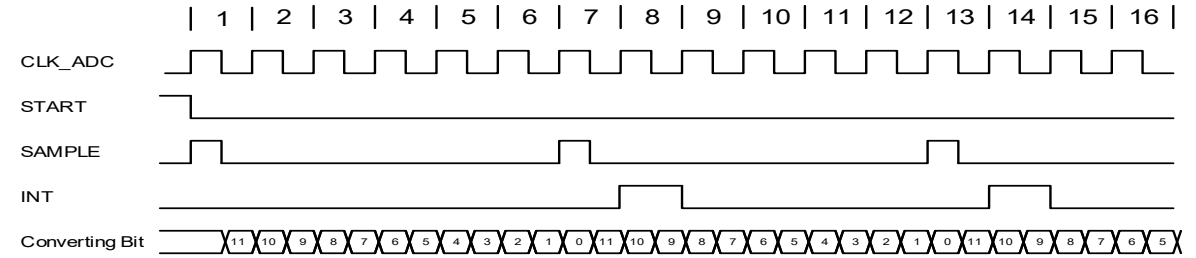 | 1 | 2 | 3 | 4 | 5 | 6 | 7 | 8 | 9 | 10 | 11 | 12 | 13 | 14 | 15 | 16 |
CLK_ADC
START
SAMPLE
INT
Converting Bit 11 10 9 8 7 6 5 4 3 2 1 0 11 10 9 8 7 6 5 4 3 2 1 0 11 10 9 8 7 6 5